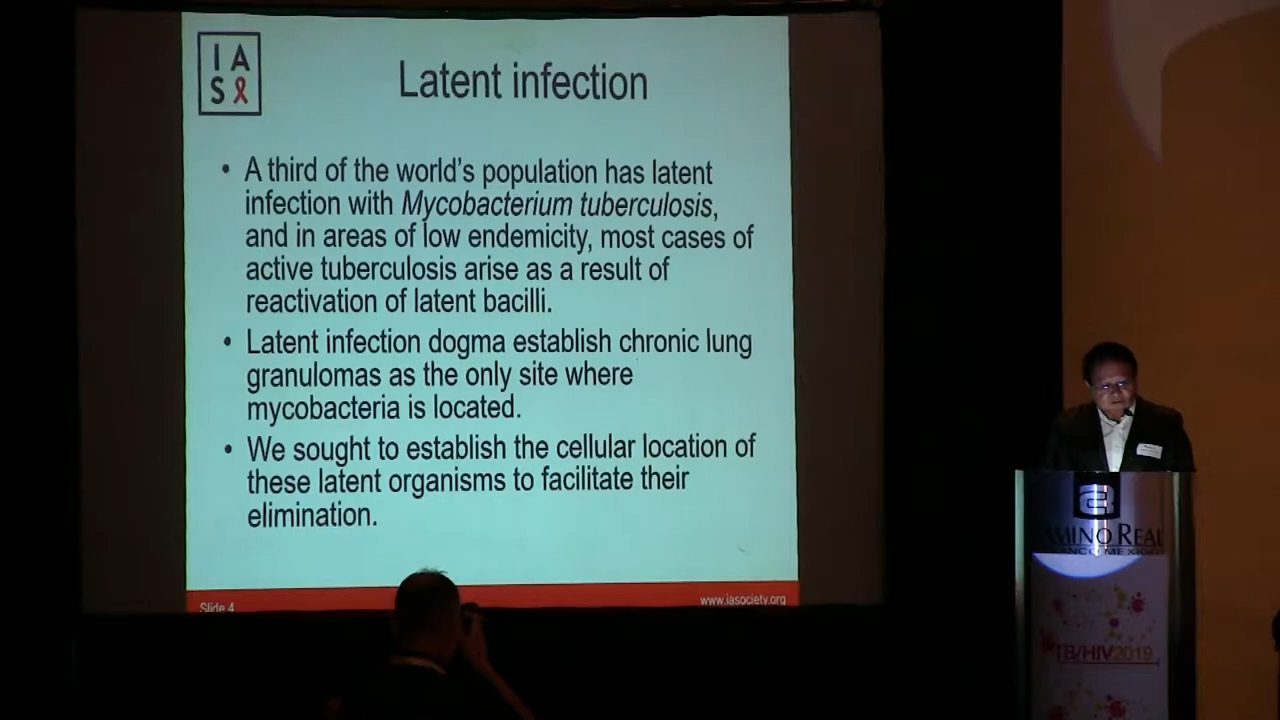 I A
S
Latent infection
• A third of the world's population has latent
infection with Mycobacterium tuberculosis,
and in areas of low endemicity, most cases of
active tuberculosis arise as a result of
reactivation of latent bacilli.
• Latent infection dogma establish chronic lung
granulomas as the only site where
mycobacteria is located.
• We sought to establish the cellular location of
these latent organisms to facilitate their
elimination.
Slide 4
www.iasociety.org
MINO REAL
ANCO MEXICO
TB/HIV2019